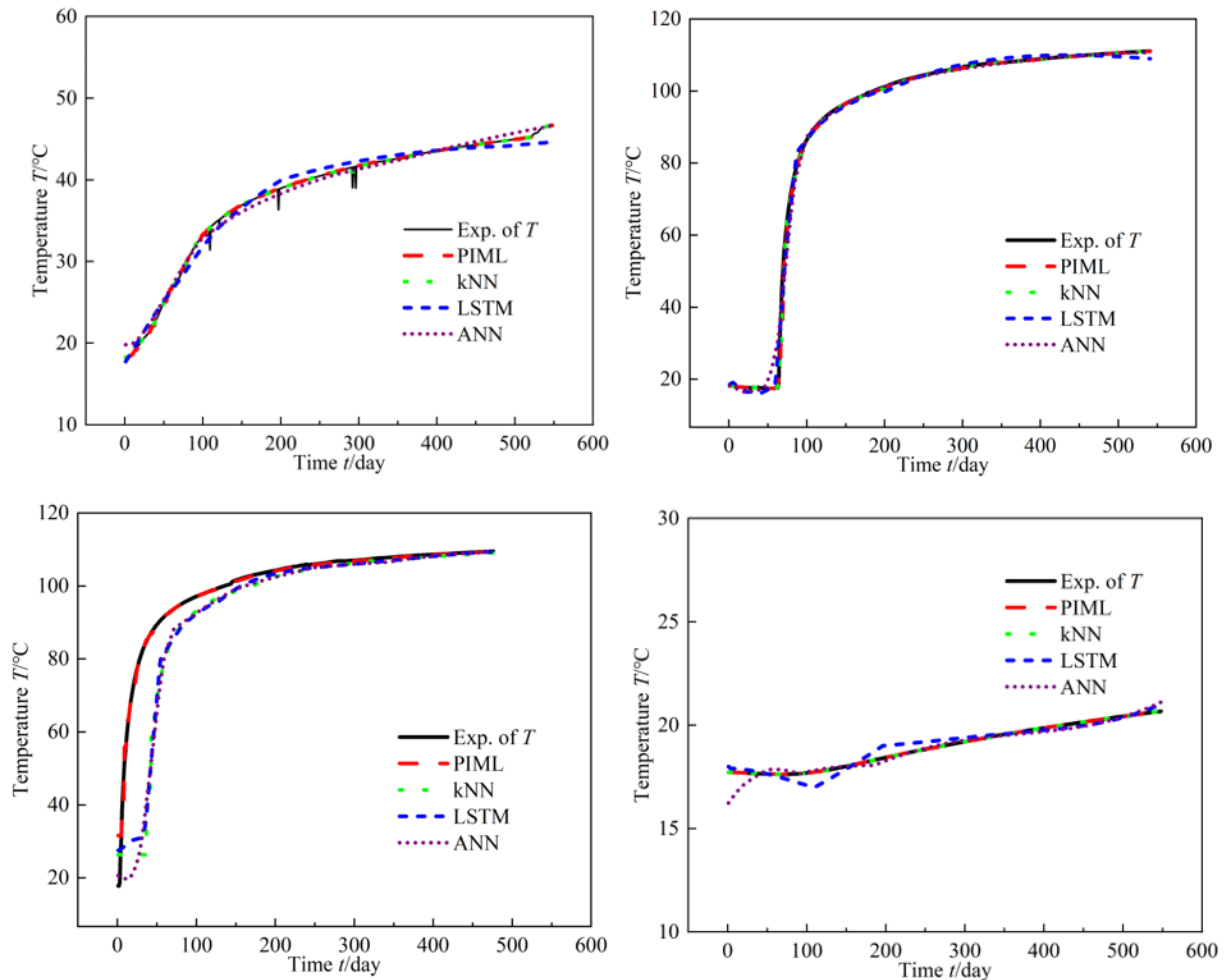 60
50
40
30
20
10
Temperature T/°C
Exp. of T
PIML
kNN
LSTM
ANN
0 100 200 300 400 500 600
Time t/day
120
100
80
60
40
20
Temperature T/°C
Exp. of T
PIML
kNN
LSTM
ANN
0 100 200 300 400 500 600
Time t/day
120
100
80
60
40
20
Temperature T/°C
Exp. of T
PIML
kNN
LSTM
ANN
0 100 200 300 400 500 600
Time t/day
30
25
20
15
10
Temperature T/°C
Exp. of T
PIML
kNN
LSTM
ANN
0 100 200 300 400 500 600
Time t/day